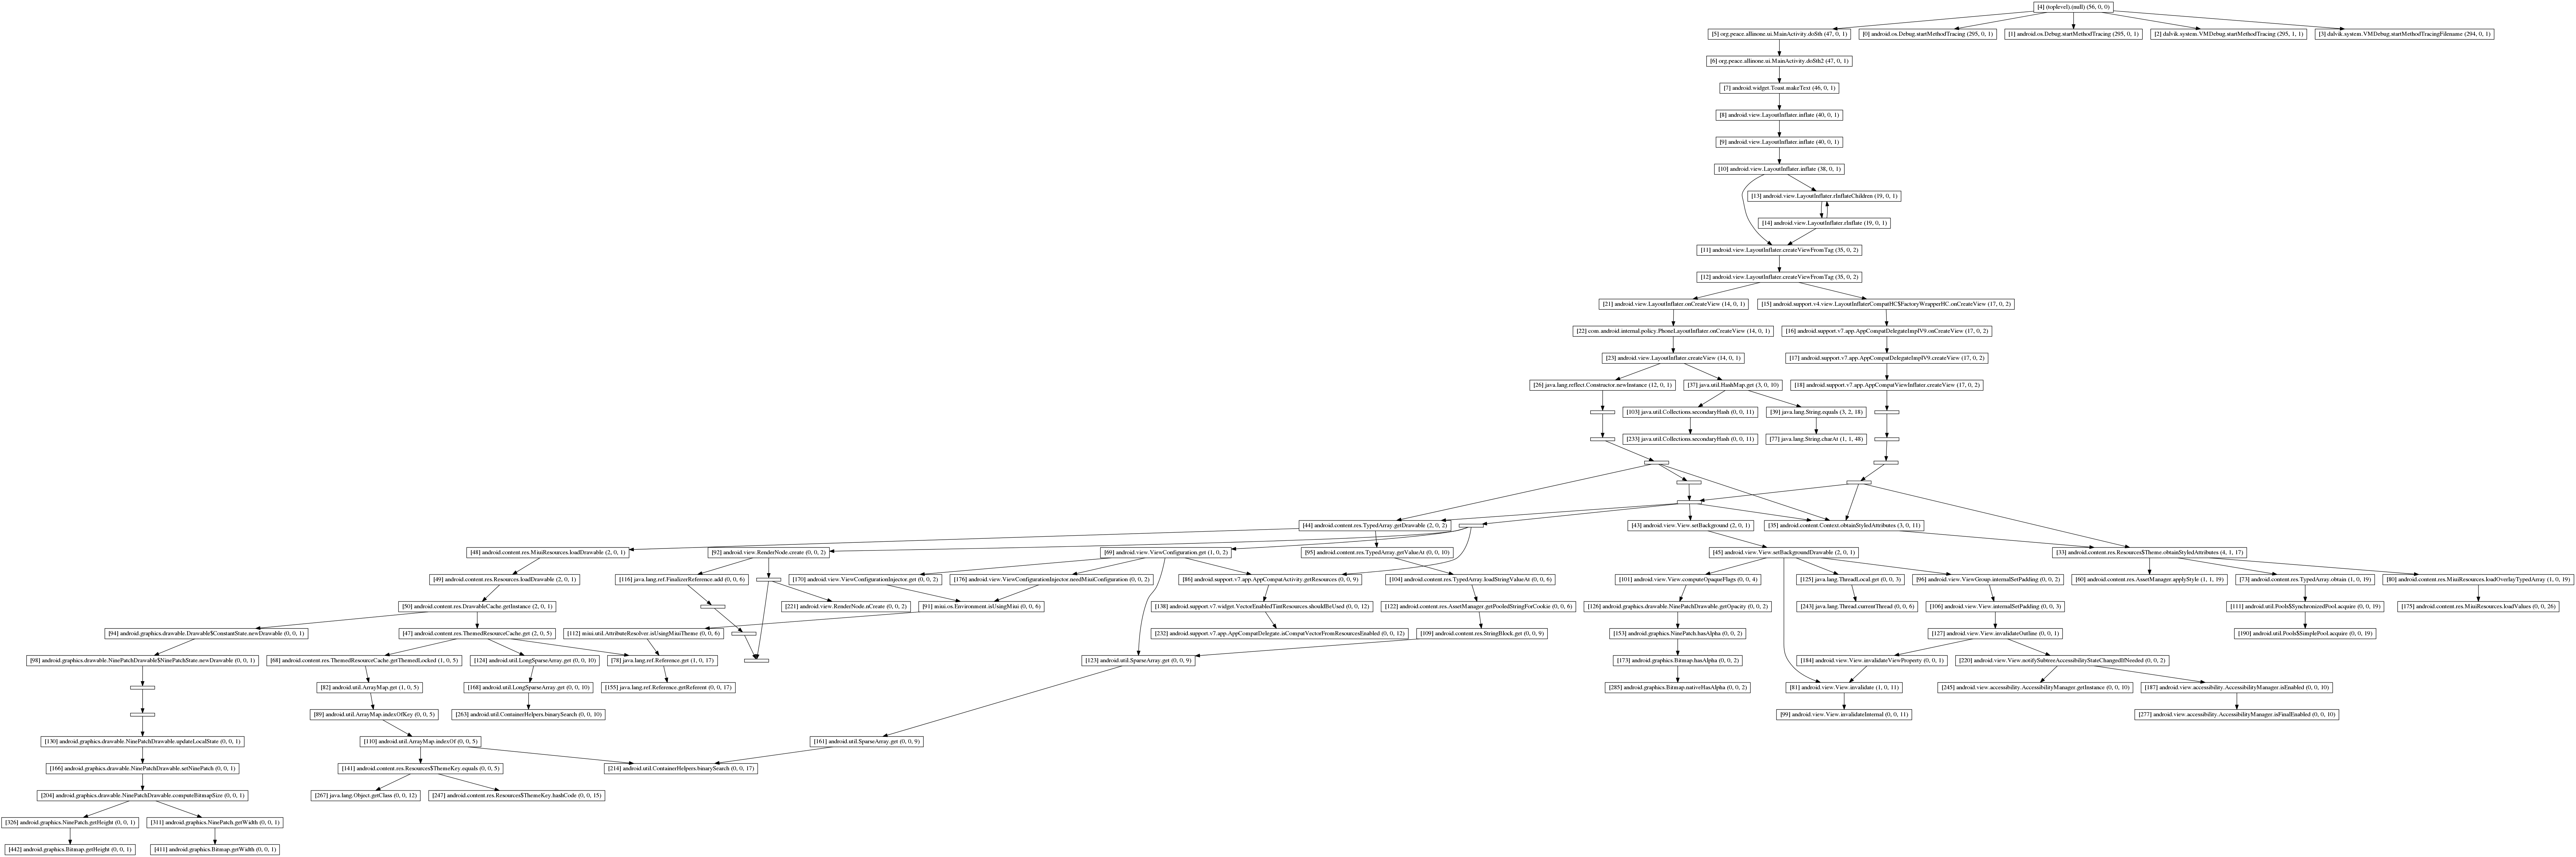 [4] (toplevel).(null) (56, 0, 0)
[5] org.peace.allinone.ui.MainActivity.doSth (47, 0, 1)
[0] android.os.Debug.startMethodTracing (295, 0, 1)
[1] android.os.Debug.startMethodTracing (295, 0, 1)
[2] dalvik.system.VMDebug.startMethodTracing (295, 1, 1)
[3] dalvik.system.VMDebug.startMethodTracingFilename (294, 0, 1)
[6] org.peace.allinone.ui.MainActivity.doSth2 (47, 0, 1)
[7] android.widget.Toast.makeText (46, 0, 1)
[8] android.view.LayoutInflater.inflate (40, 0, 1)
[9] android.view.LayoutInflater.inflate (40, 0, 1)
[10] android.view.LayoutInflater.inflate (38, 0, 1)
[13] android.view.LayoutInflater.rInflateChildren (19, 0, 1)
[14] android.view.LayoutInflater.rInflate (19, 0, 1)
[11] android.view.LayoutInflater.createViewFromTag (35, 0, 2)
[12] android.view.LayoutInflater.createViewFromTag (35, 0, 2)
[21] android.view.LayoutInflater.onCreateView (14, 0, 1)
[15] android.support.v4.view.LayoutInflaterCompatHC$FactoryWrapperHC.onCreateView (17, 0, 2)
[22] com.android.internal.policy.PhoneLayoutInflater.onCreateView (14, 0, 1)
[16] android.support.v7.app.AppCompatDelegateImplV9.onCreateView (17, 0, 2)
[23] android.view.LayoutInflater.createView (14, 0, 1)
[17] android.support.v7.app.AppCompatDelegateImplV9.createView (17, 0, 2)
[26] java.lang.reflect.Constructor.newInstance (12, 0, 1)
[37] java.util.HashMap.get (3, 0, 10)
[18] android.support.v7.app.AppCompatViewInflater.createView (17, 0, 2)
[103] java.util.Collections.secondaryHash (0, 0, 11)
[39] java.lang.String.equals (3, 2, 18)
[233] java.util.Collections.secondaryHash (0, 0, 11)
[77] java.lang.String.charAt (1, 1, 48)
[44] android.content.res.TypedArray.getDrawable (2, 0, 2)
[43] android.view.View.setBackground (2, 0, 1)
[35] android.content.Context.obtainStyledAttributes (3, 0, 11)
[48] android.content.res.MiuiResources.loadDrawable (2, 0, 1)
[92] android.view.RenderNode.create (0, 0, 2)
[69] android.view.ViewConfiguration.get (1, 0, 2)
[95] android.content.res.TypedArray.getValueAt (0, 0, 10)
[45] android.view.View.setBackgroundDrawable (2, 0, 1)
[33] android.content.res.Resources$Theme.obtainStyledAttributes (4, 1, 17)
[49] android.content.res.Resources.loadDrawable (2, 0, 1)
[116] java.lang.ref.FinalizerReference.add (0, 0, 6)
[170] android.view.ViewConfigurationInjector.get (0, 0, 2)
[176] android.view.ViewConfigurationInjector.needMiuiConfiguration (0, 0, 2)
[86] android.support.v7.app.AppCompatActivity.getResources (0, 0, 9)
[104] android.content.res.TypedArray.loadStringValueAt (0, 0, 6)
[101] android.view.View.computeOpaqueFlags (0, 0, 4)
[125] java.lang.ThreadLocal.get (0, 0, 3)
[96] android.view.ViewGroup.internalSetPadding (0, 0, 2)
[60] android.content.res.AssetManager.applyStyle (1, 1, 19)
[73] android.content.res.TypedArray.obtain (1, 0, 19)
[80] android.content.res.MiuiResources.loadOverlayTypedArray (1, 0, 19)
[50] android.content.res.DrawableCache.getInstance (2, 0, 1)
[221] android.view.RenderNode.nCreate (0, 0, 2)
[91] miui.os.Environment.isUsingMiui (0, 0, 6)
[138] android.support.v7.widget.VectorEnabledTintResources.shouldBeUsed (0, 0, 12)
[122] android.content.res.AssetManager.getPooledStringForCookie (0, 0, 6)
[126] android.graphics.drawable.NinePatchDrawable.getOpacity (0, 0, 2)
[243] java.lang.Thread.currentThread (0, 0, 6)
[106] android.view.View.internalSetPadding (0, 0, 3)
[111] android.util.Pools$SynchronizedPool.acquire (0, 0, 19)
[175] android.content.res.MiuiResources.loadValues (0, 0, 26)
[94] android.graphics.drawable.Drawable$ConstantState.newDrawable (0, 0, 1)
[47] android.content.res.ThemedResourceCache.get (2, 0, 5)
[112] miui.util.AttributeResolver.isUsingMiuiTheme (0, 0, 6)
[232] android.support.v7.app.AppCompatDelegate.isCompatVectorFromResourcesEnabled (0, 0, 12)
[109] android.content.res.StringBlock.get (0, 0, 9)
[153] android.graphics.NinePatch.hasAlpha (0, 0, 2)
[127] android.view.View.invalidateOutline (0, 0, 1)
[190] android.util.Pools$SimplePool.acquire (0, 0, 19)
[98] android.graphics.drawable.NinePatchDrawable$NinePatchState.newDrawable (0, 0, 1)
[68] android.content.res.ThemedResourceCache.getThemedLocked (1, 0, 5)
[124] android.util.LongSparseArray.get (0, 0, 10)
[78] java.lang.ref.Reference.get (1, 0, 17)
[123] android.util.SparseArray.get (0, 0, 9)
[173] android.graphics.Bitmap.hasAlpha (0, 0, 2)
[184] android.view.View.invalidateViewProperty (0, 0, 1)
[220] android.view.View.notifySubtreeAccessibilityStateChangedIfNeeded (0, 0, 2)
[82] android.util.ArrayMap.get (1, 0, 5)
[168] android.util.LongSparseArray.get (0, 0, 10)
[155] java.lang.ref.Reference.getReferent (0, 0, 17)
[285] android.graphics.Bitmap.nativeHasAlpha (0, 0, 2)
[81] android.view.View.invalidate (1, 0, 11)
[245] android.view.accessibility.AccessibilityManager.getInstance (0, 0, 10)
[187] android.view.accessibility.AccessibilityManager.isEnabled (0, 0, 10)
[89] android.util.ArrayMap.indexOfKey (0, 0, 5)
[263] android.util.ContainerHelpers.binarySearch (0, 0, 10)
[99] android.view.View.invalidateInternal (0, 0, 11)
[277] android.view.accessibility.AccessibilityManager.isFinalEnabled (0, 0, 10)
[130] android.graphics.drawable.NinePatchDrawable.updateLocalState (0, 0, 1)
[110] android.util.ArrayMap.indexOf (0, 0, 5)
[161] android.util.SparseArray.get (0, 0, 9)
[166] android.graphics.drawable.NinePatchDrawable.setNinePatch (0, 0, 1)
[141] android.content.res.Resources$ThemeKey.equals (0, 0, 5)
[214] android.util.ContainerHelpers.binarySearch (0, 0, 17)
[204] android.graphics.drawable.NinePatchDrawable.computeBitmapSize (0, 0, 1)
[267] java.lang.Object.getClass (0, 0, 12)
[247] android.content.res.Resources$ThemeKey.hashCode (0, 0, 15)
[326] android.graphics.NinePatch.getHeight (0, 0, 1)
[311] android.graphics.NinePatch.getWidth (0, 0, 1)
[442] android.graphics.Bitmap.getHeight (0, 0, 1)
[411] android.graphics.Bitmap.getWidth (0, 0, 1)